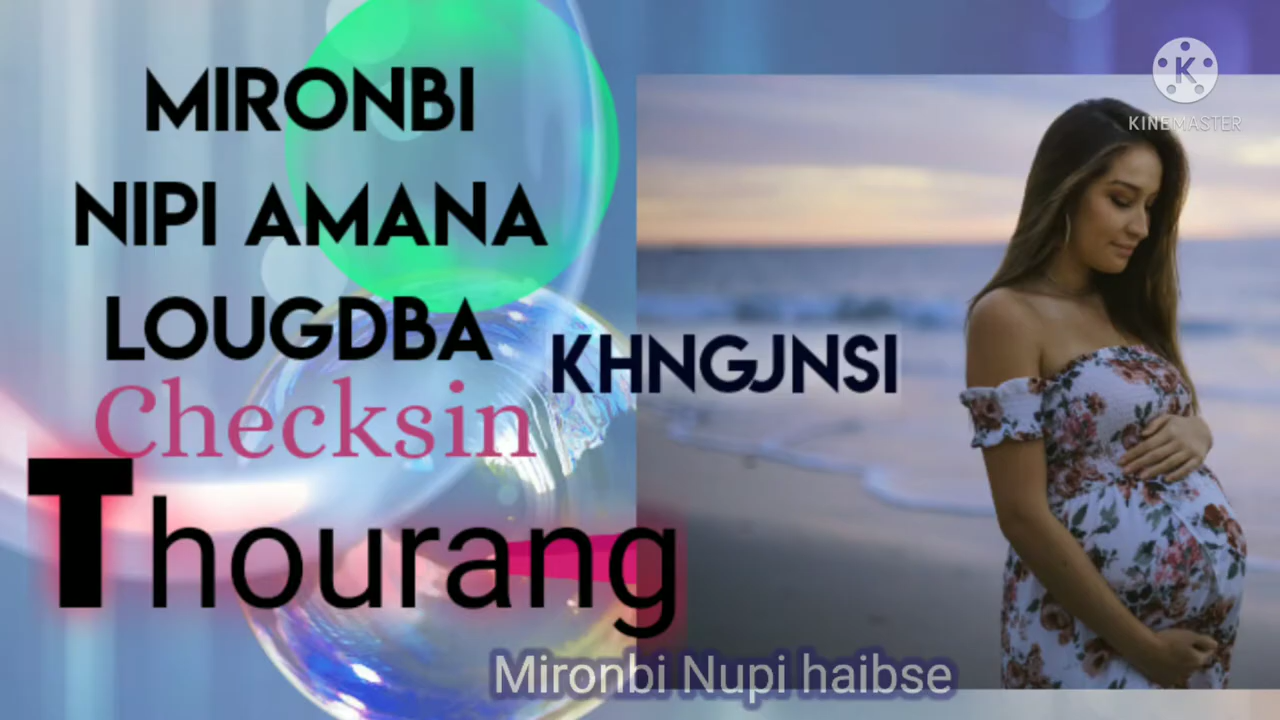 MIRONBI
NIPI AMANA
LOUGDBA
KHNGJNSI
Checksin
Thourang
Mironbi Nupi haibse
K
KINEMASTER